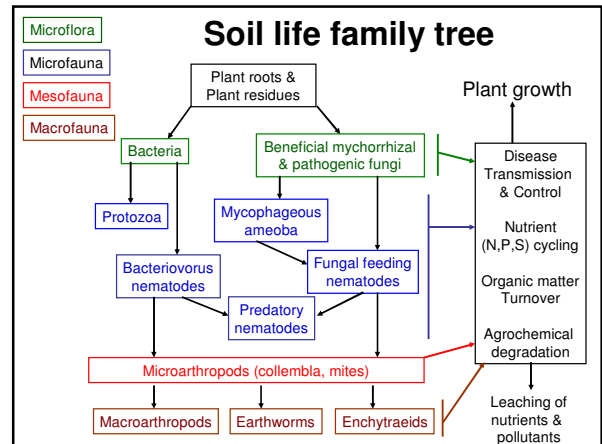 Soil life family tree
Microflora
Microfauna
Mesofauna
Macrofauna
Plant roots &
Plant residues
Plant growth
Bacteria
Beneficial mychorrhizal
& pathogenic fungi
Disease
Transmission
& Control
Protozoa
Mycophageous
ameoba
Nutrient
(N,P,S) cycling
Bacteriovorus
nematodes
Fungal feeding
nematodes
Organic matter
Turnover
Predatory
nematodes
Agrochemical
degradation
Microarthropods (collembla, mites)
Macroarthropods
Earthworms
Enchytraeids
Leaching of
nutrients &
pollutants